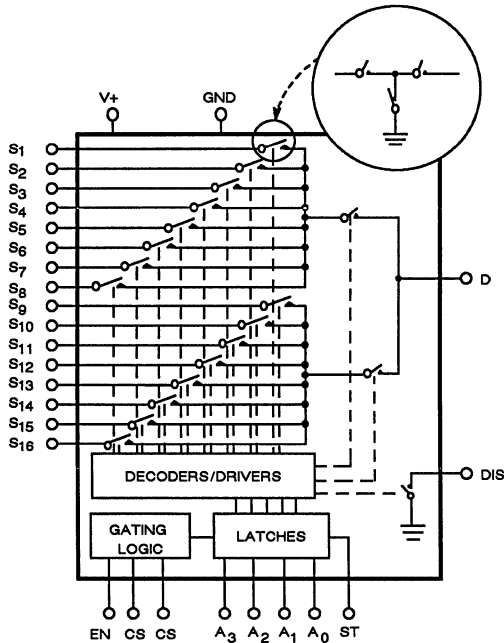 V+ GND
S1
S2
S3
S4
S5
S6
S7
S8
S9
S10
S11
S12
S13
S14
S15
S16
D
DIS
DECODERS/DRIVERS
GATING
LOGIC
LATCHES
EN CS CS A3 A2 A1 A0 ST